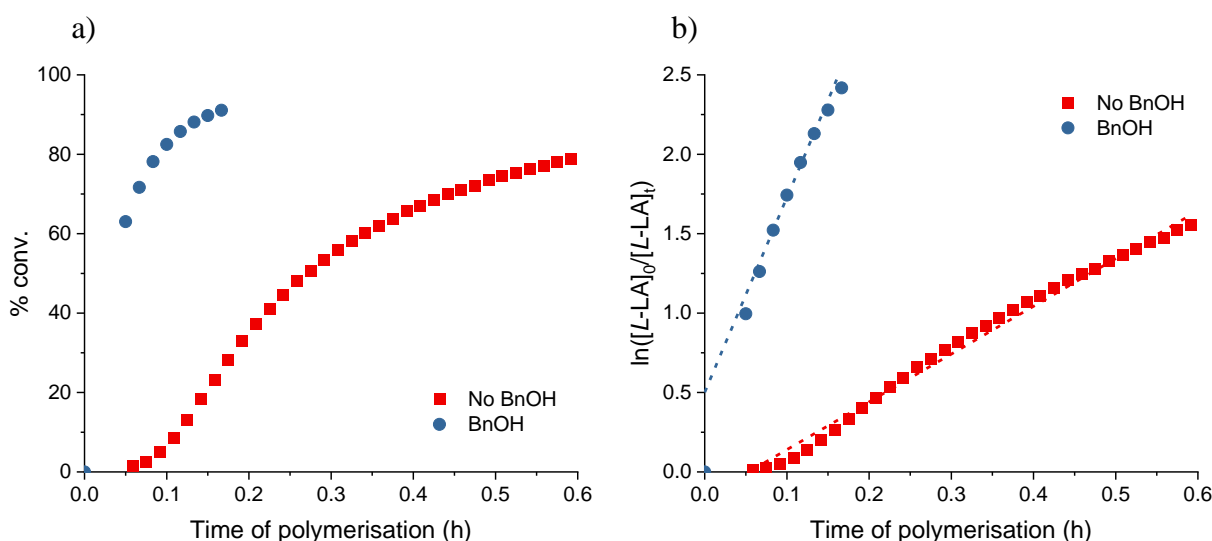 a)
% conv.
100
80
60
40
20
0
No BnOH
BnOH
0.0 0.1 0.2 0.3 0.4 0.5 0.6
Time of polymerisation (h)
b)
ln([L-LA]0/[L-LA]t)
2.5
2.0
1.5
1.0
0.5
0.0
No BnOH
BnOH
0.0 0.1 0.2 0.3 0.4 0.5 0.6
Time of polymerisation (h)